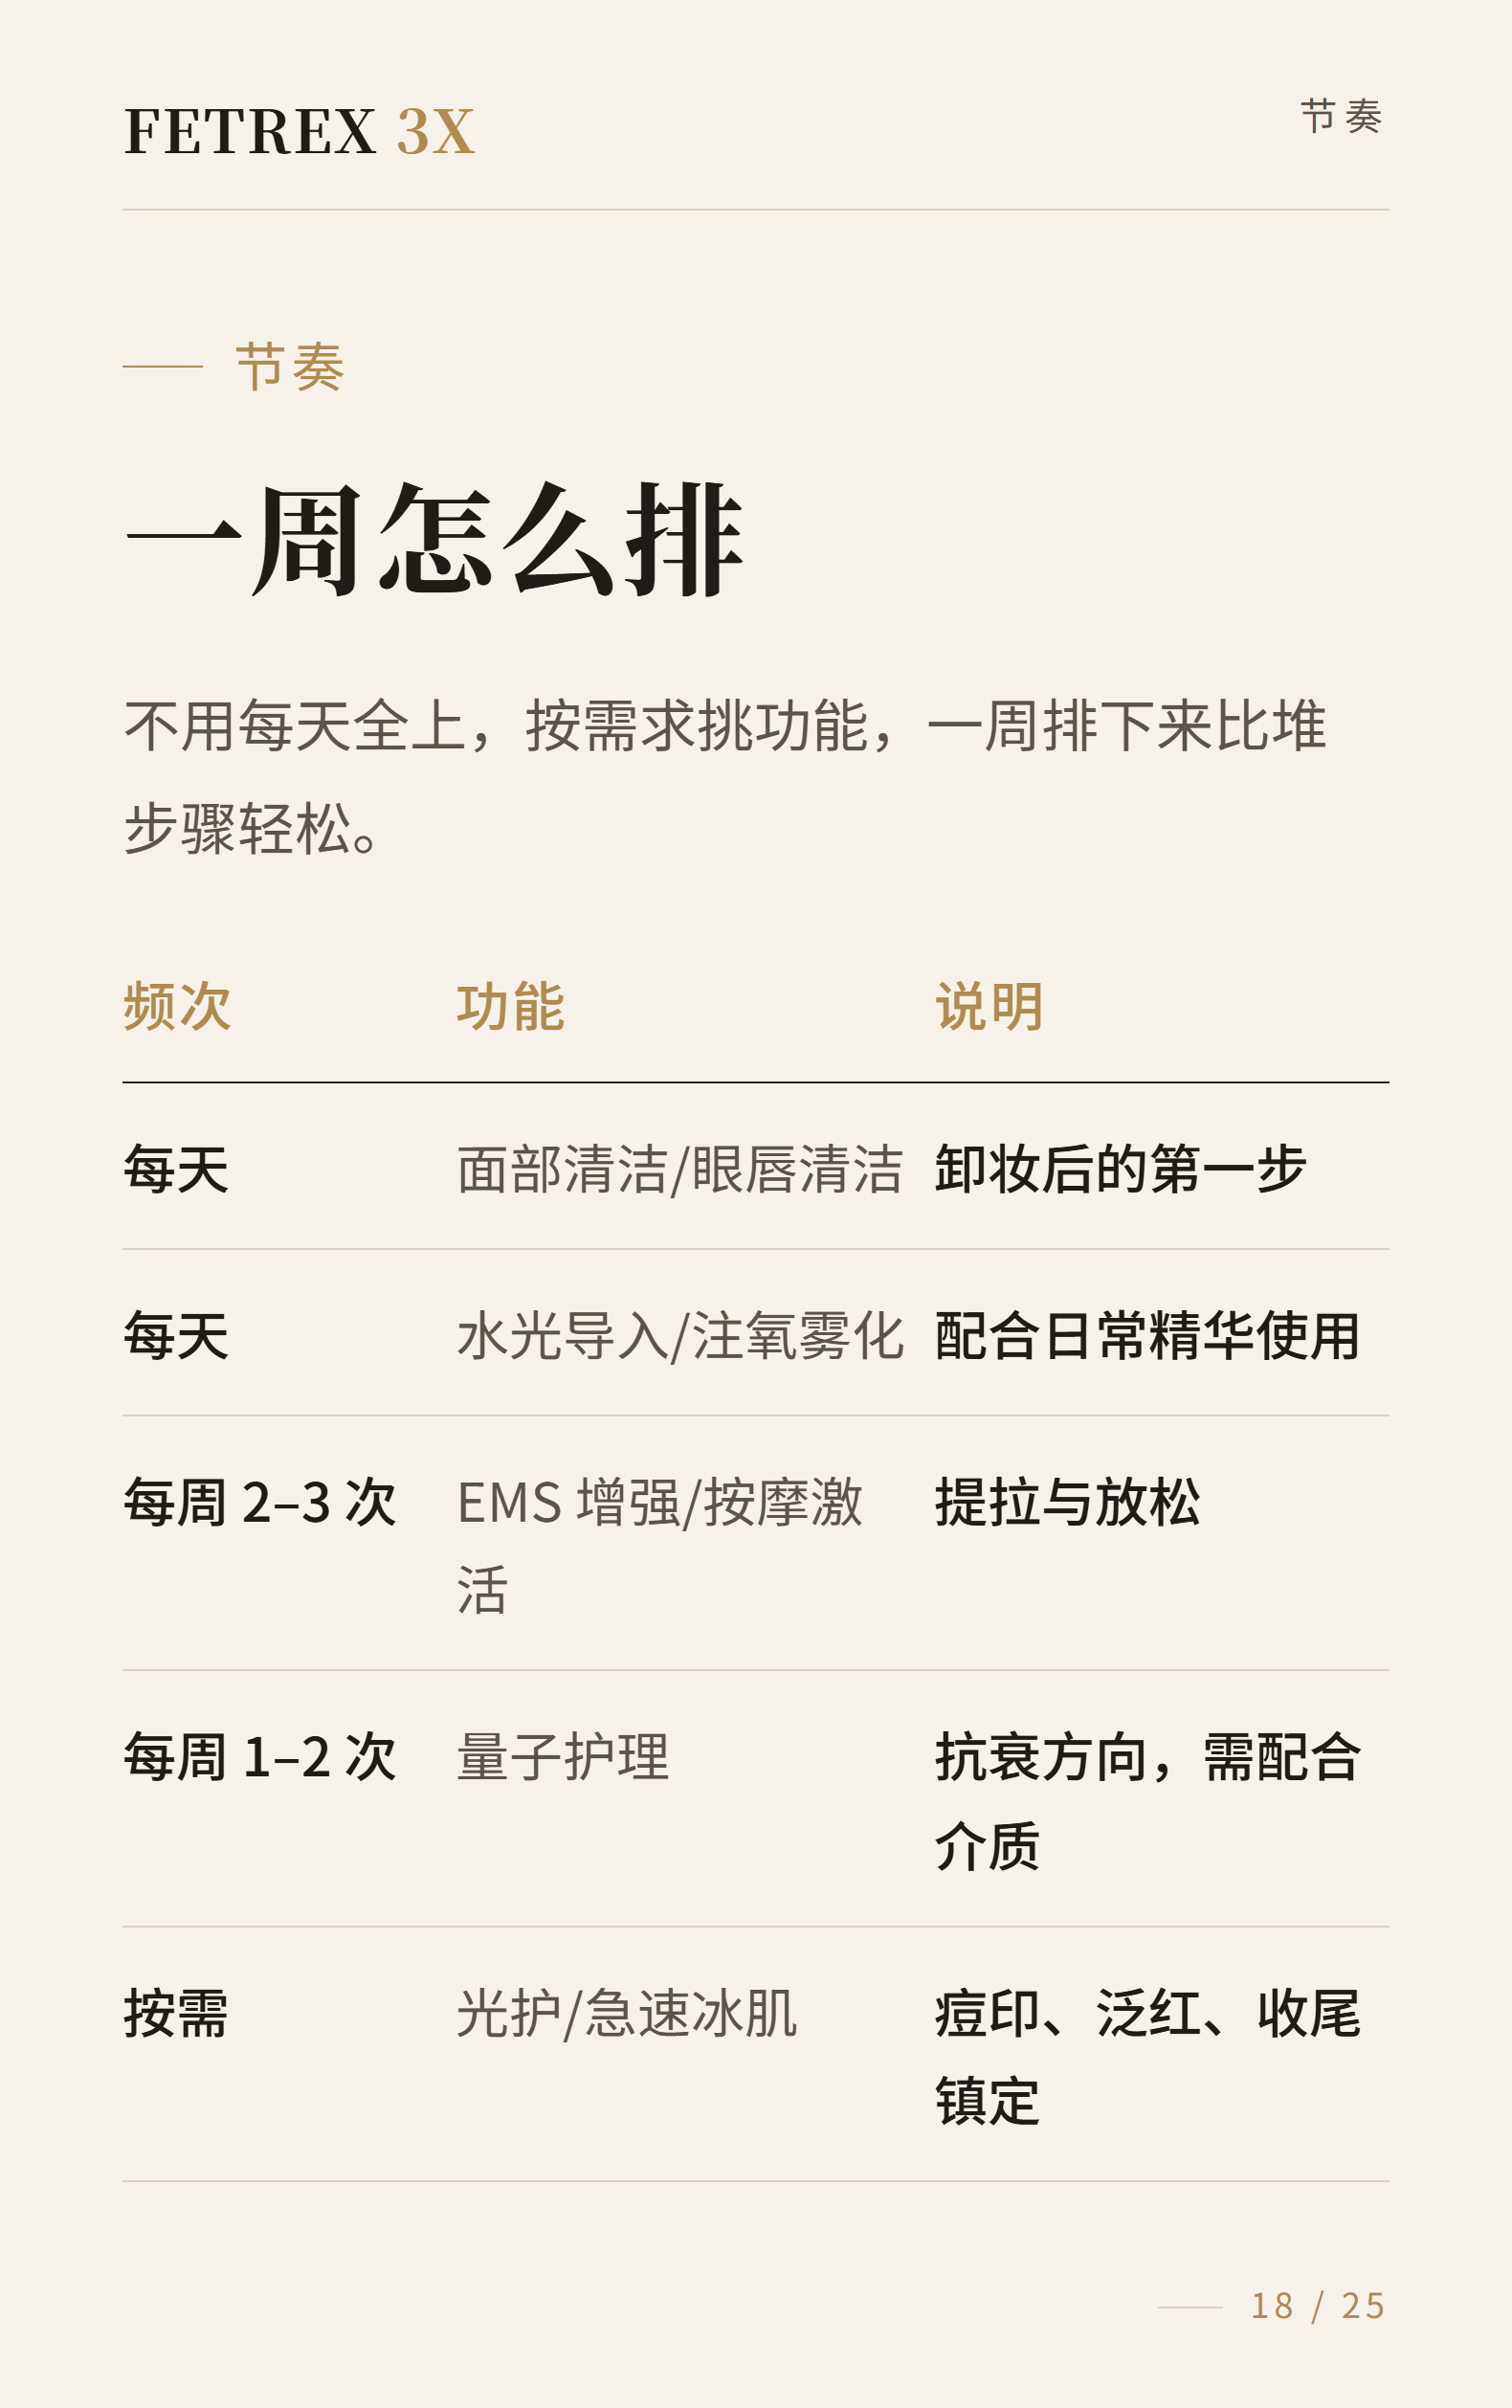 FETREX 3X
节奏
节奏
一周怎么排
不用每天全上，按需求挑功能，一周排下来比堆
步骤轻松。
频次 功能 说明
每天 面部清洁/眼唇清洁 卸妆后的第一步
每天 水光导入/注氧雾化 配合日常精华使用
每周 2–3 次 EMS 增强/按摩激 提拉与放松
活
每周 1–2 次 量子护理 抗衰方向，需配合
介质
按需 光护/急速冰肌 痘印、泛红、收尾
镇定
18 / 25